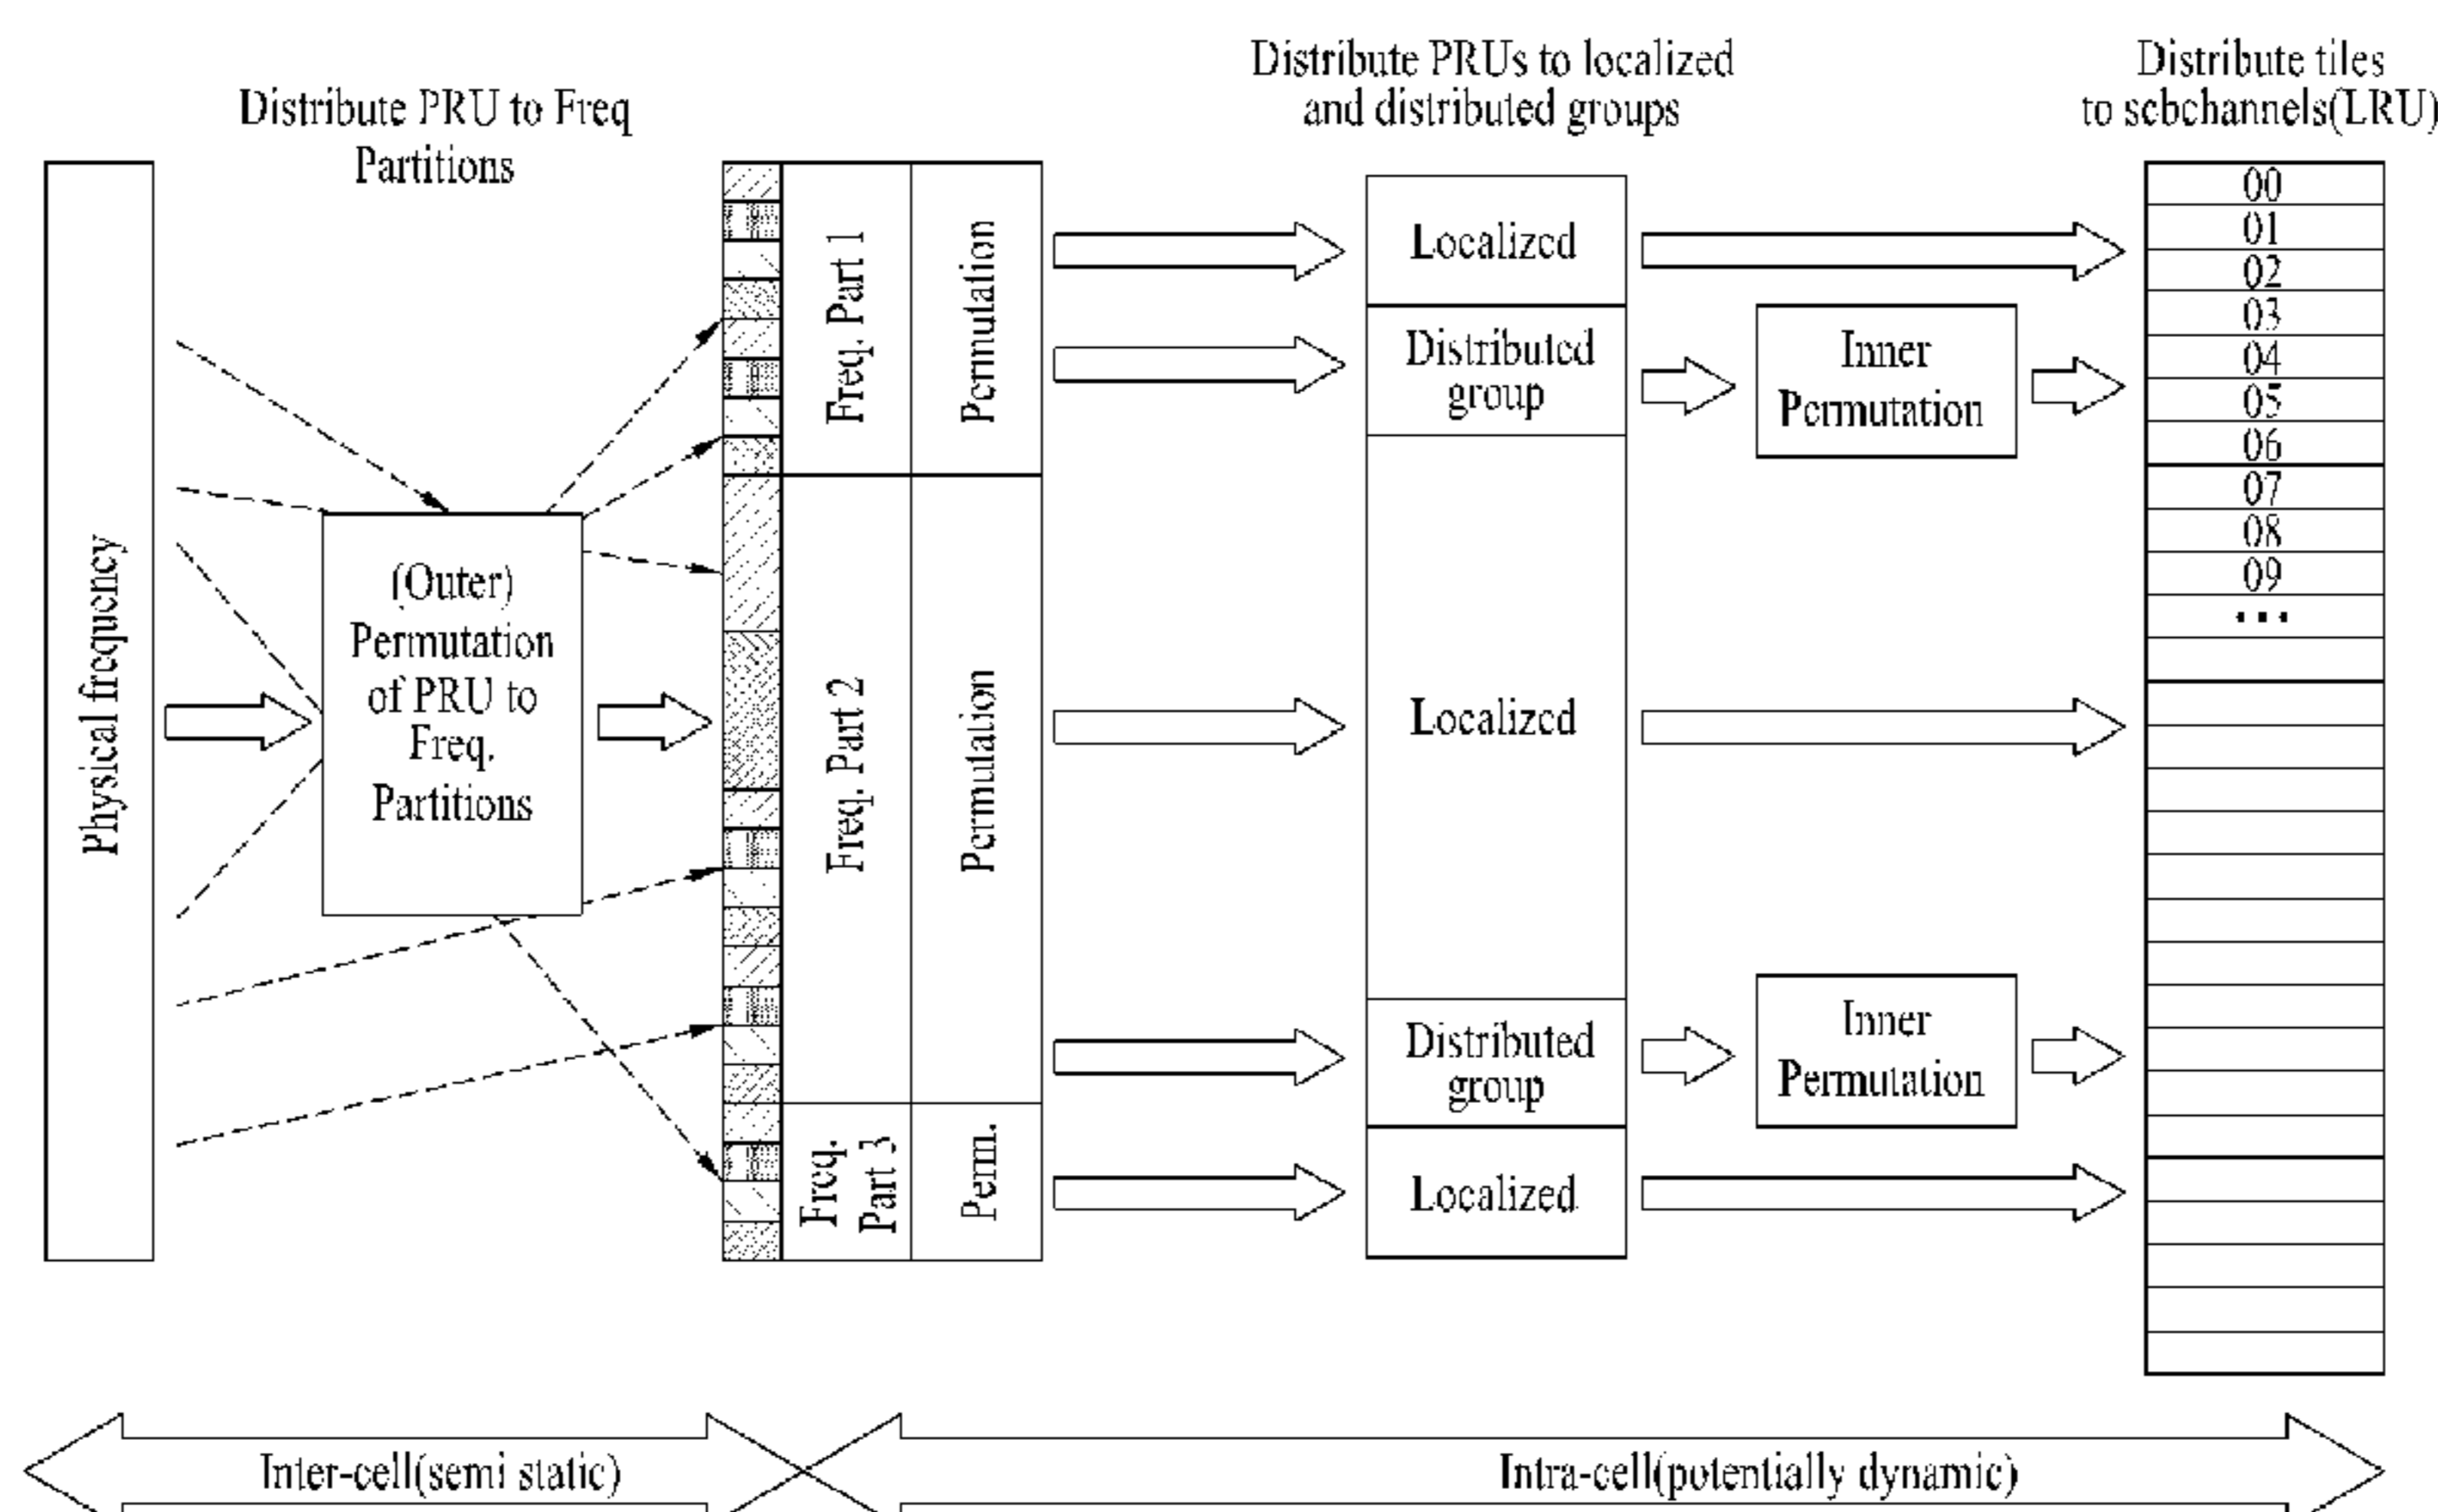 Distribute PRU to Freq
Partitions
Distribute PRUs to localized
and distributed groups
Distribute tiles
to scbchannels(LRU)
Physical frequency
(Outer)
Permutation
of PRU to
Freq.
Partitions
Freq. Part 1
Permutation
Freq. Part 2
Permutation
Freq.
Part 3
Perm.
Localized
Distributed
group
Localized
Distributed
group
Localized
Inner
Permutation
Inner
Permutation
00
01
02
03
04
05
06
07
08
09
...
Inter-cell(semi static)
Intra-cell(potentially dynamic)